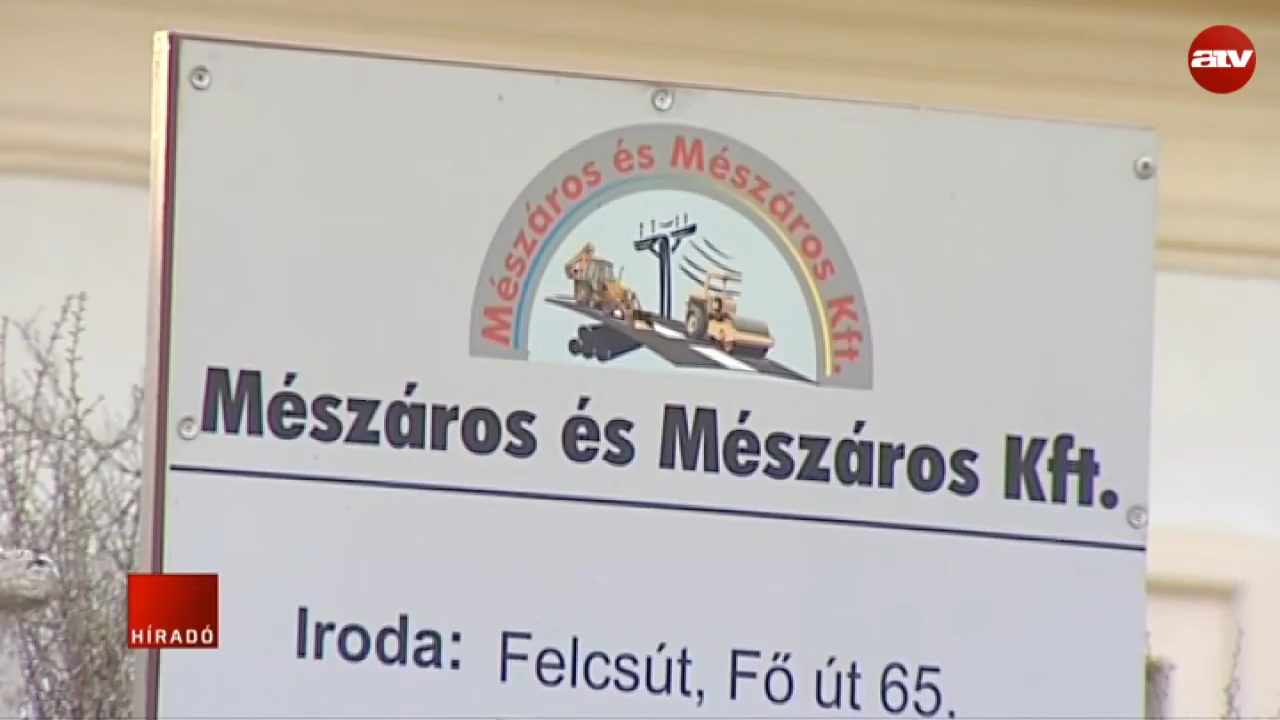 atv
Mészáros és Mészáros Kft.
Mészáros és Mészáros Kft.
Iroda: Felcsút, Fő út 65.
HÍRADÓ